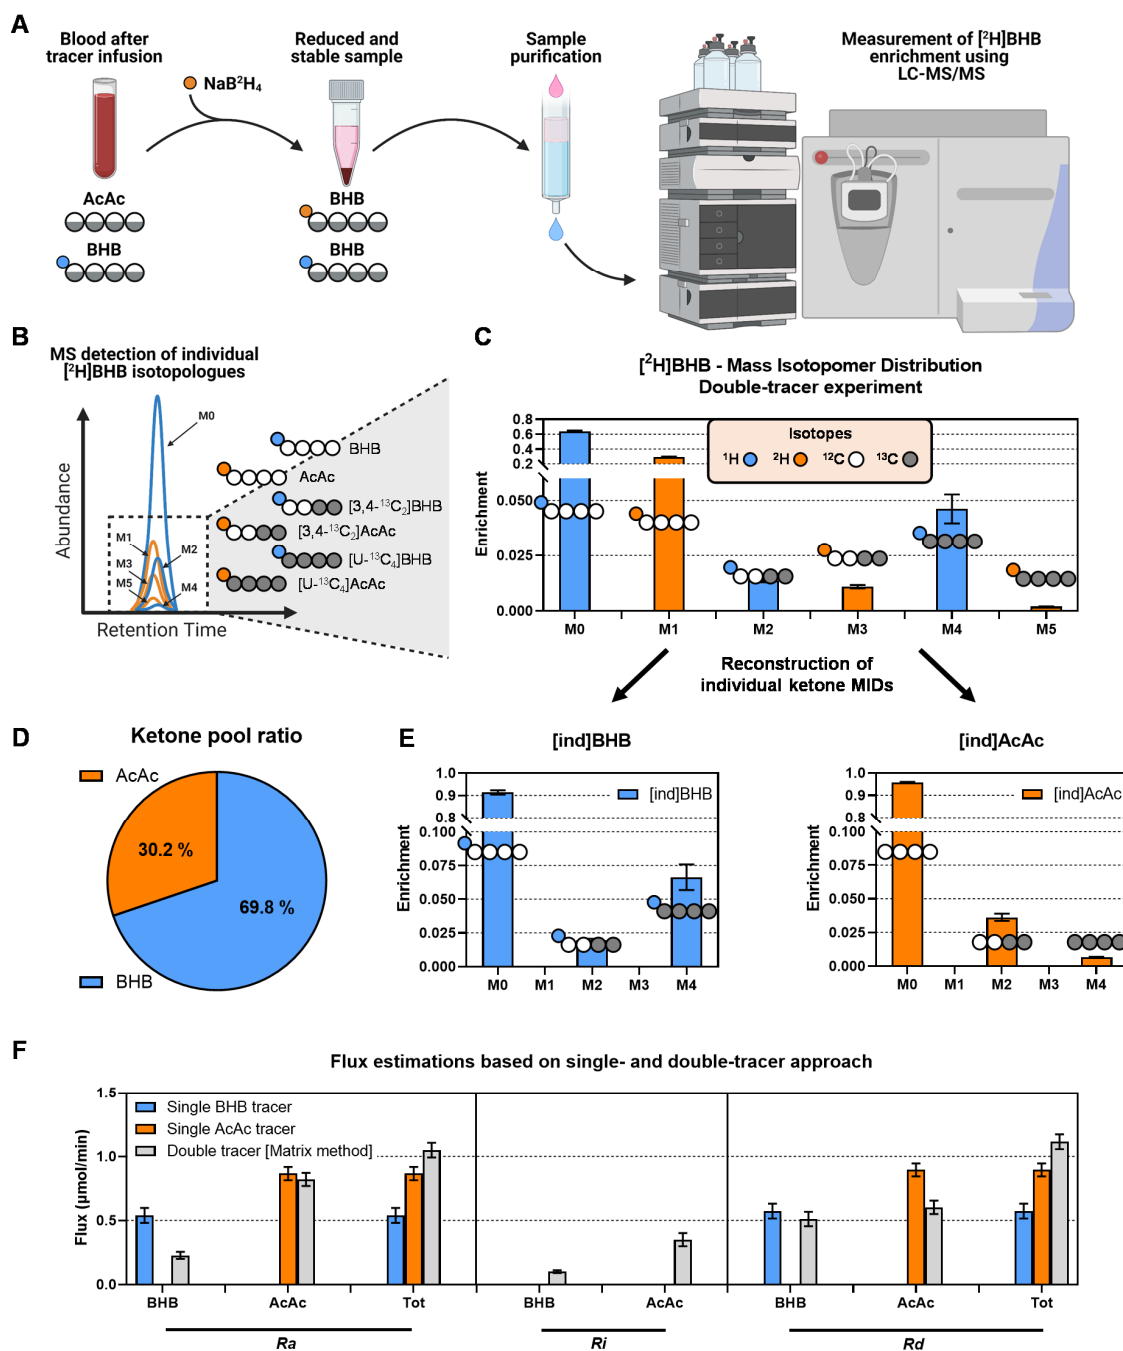 A
Blood after
tracer infusion
NaB²H₄
Reduced and
stable sample
Sample
purification
Measurement of [²H]BHB
enrichment using
LC-MS/MS
AcAc
BHB
BHB
BHB
B
MS detection of individual
[²H]BHB isotopologues
Abundance
Retention Time
M0
M1
M2
M3
M5
M4
BHB
AcAc
[3,4-¹³C₂]BHB
[3,4-¹³C₂]AcAc
[U-¹³C₄]BHB
[U-¹³C₄]AcAc
C
[²H]BHB - Mass Isotopomer Distribution
Double-tracer experiment
Isotopes
¹H ²H ¹²C ¹³C
Enrichment
0.8
0.6
0.4
0.2
0.050
0.025
0.000
M0 M1 M2 M3 M4 M5
Reconstruction of
individual ketone MIDs
D
Ketone pool ratio
AcAc
30.2 %
69.8 %
BHB
E
[ind]BHB
[ind]BHB
Enrichment
1.0
0.9
0.8
0.100
0.075
0.050
0.025
0.000
M0 M1 M2 M3 M4
[ind]AcAc
[ind]AcAc
Enrichment
1.0
0.9
0.8
0.100
0.075
0.050
0.025
0.000
M0 M1 M2 M3 M4
F
Flux estimations based on single- and double-tracer approach
Single BHB tracer
Single AcAc tracer
Double tracer [Matrix method]
Flux (µmol/min)
1.5
1.0
0.5
0.0
BHB AcAc Tot BHB AcAc BHB AcAc Tot
Ra Ri Rd